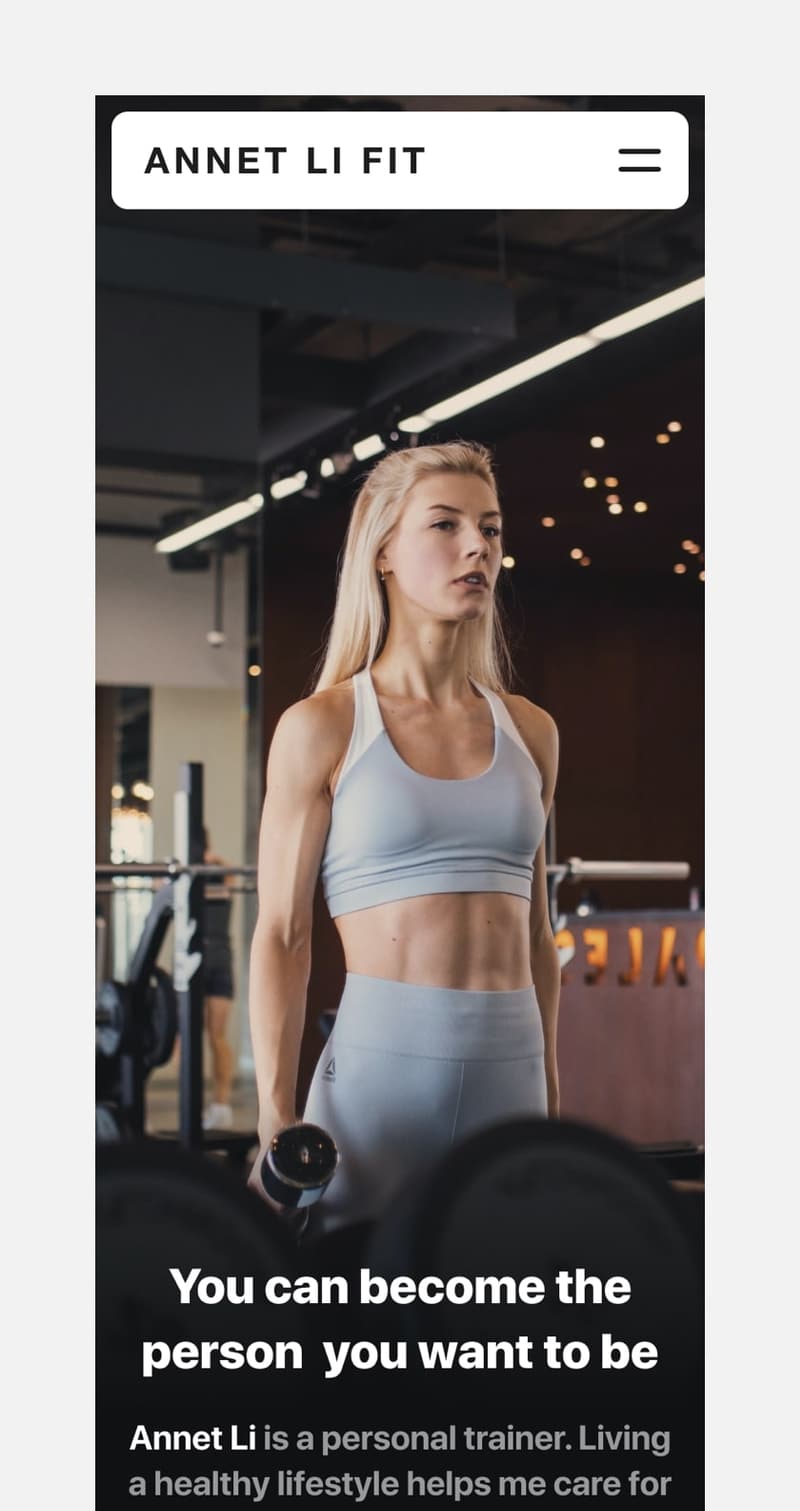 ANNET LI FIT
You can become the
person you want to be
Annet Li is a personal trainer. Living
a healthy lifestyle helps me care for